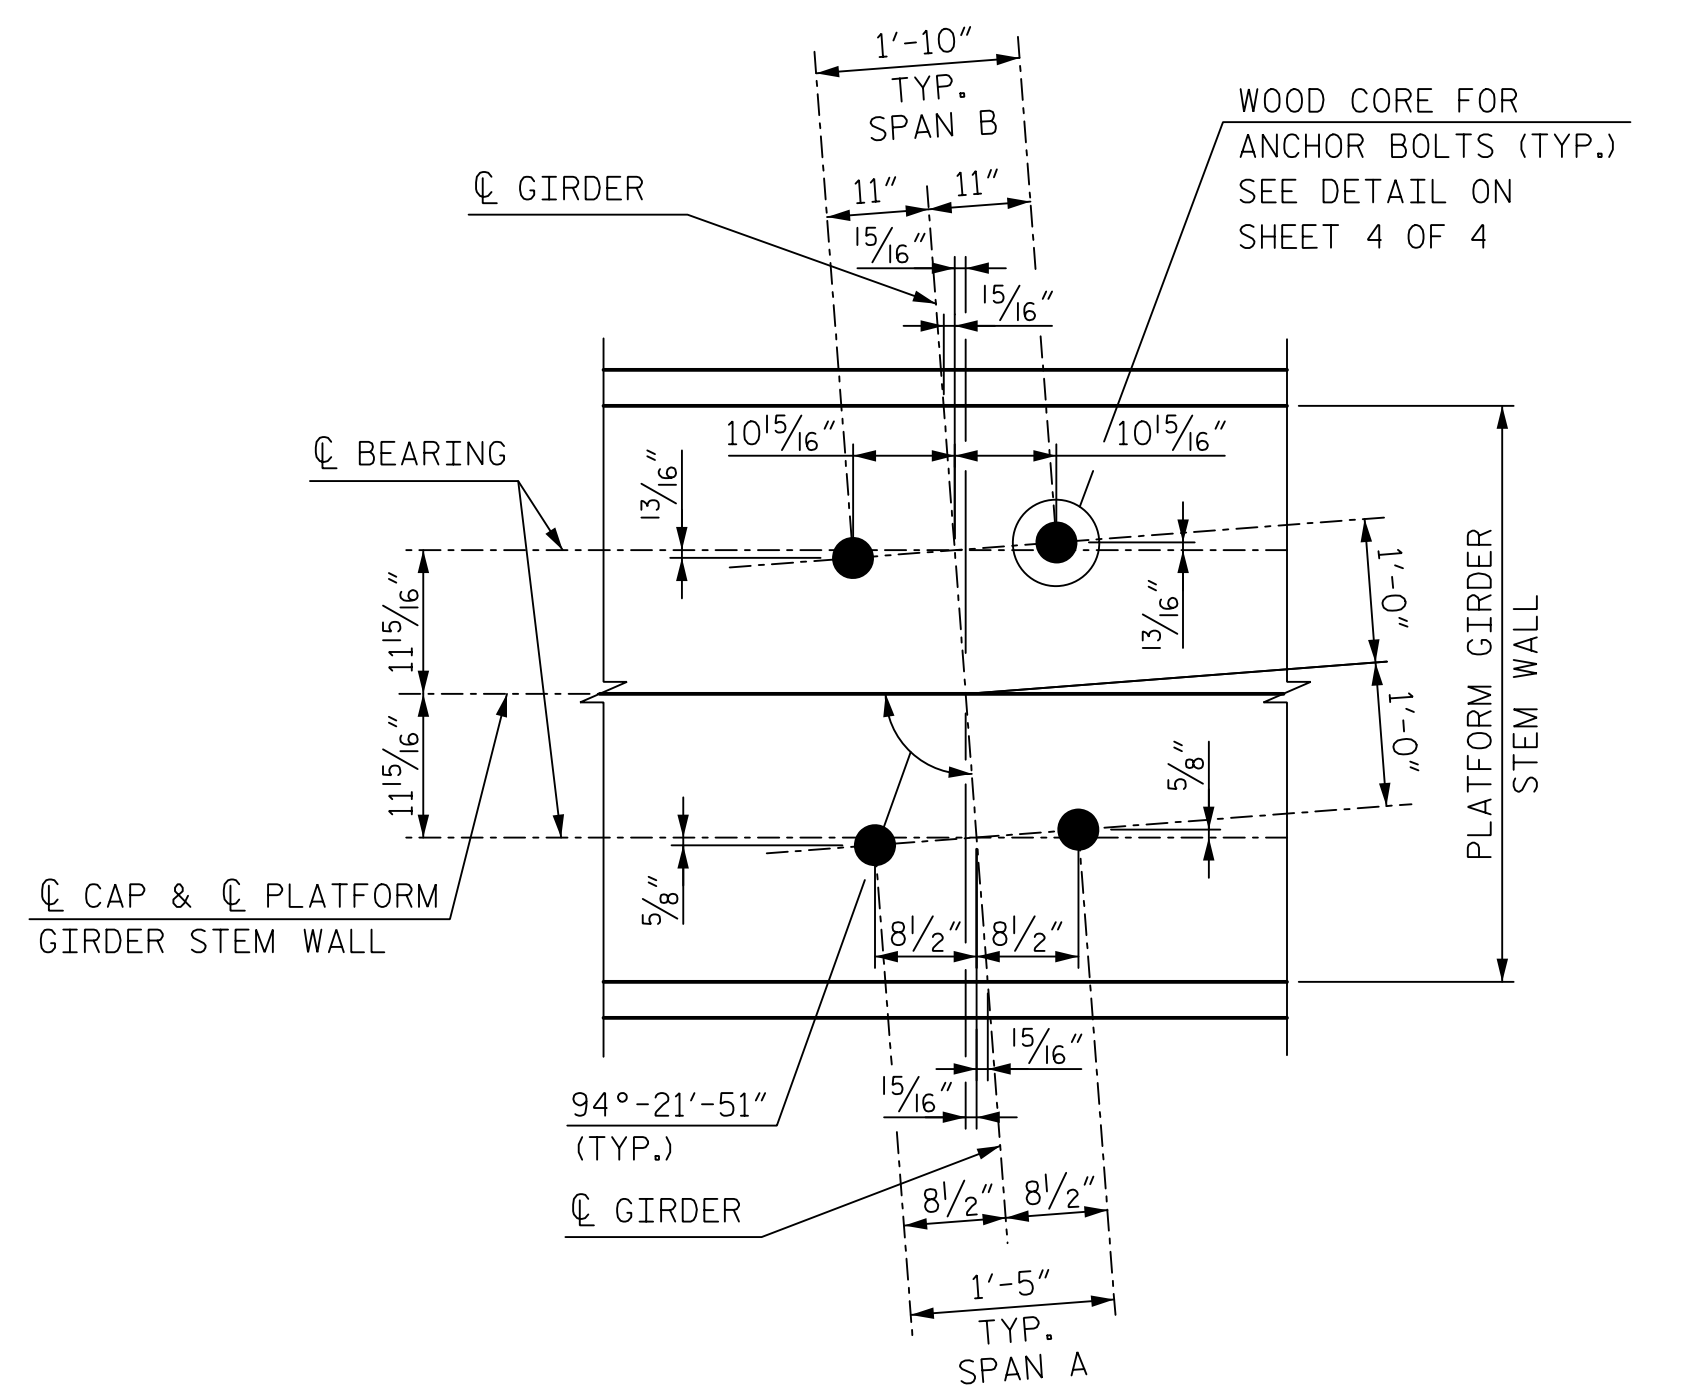 1'-10"
TYP.
SPAN B
WOOD CORE FOR
ANCHOR BOLTS (TYP.)
SEE DETAIL ON
SHEET 4 OF 4
℄ GIRDER
11" 11"
15/16"
15/16"
℄ BEARING
10 15/16" 10 15/16"
13/16"
13/16"
1'-0"
1'-0"
11 15/16"
11 15/16"
PLATFORM GIRDER
STEM WALL
5/8"
5/8"
℄ CAP & ℄ PLATFORM
GIRDER STEM WALL
8 1/2" 8 1/2"
15/16"
15/16"
94°-21'-51"
(TYP.)
℄ GIRDER
8 1/2" 8 1/2"
1'-5"
TYP.
SPAN A